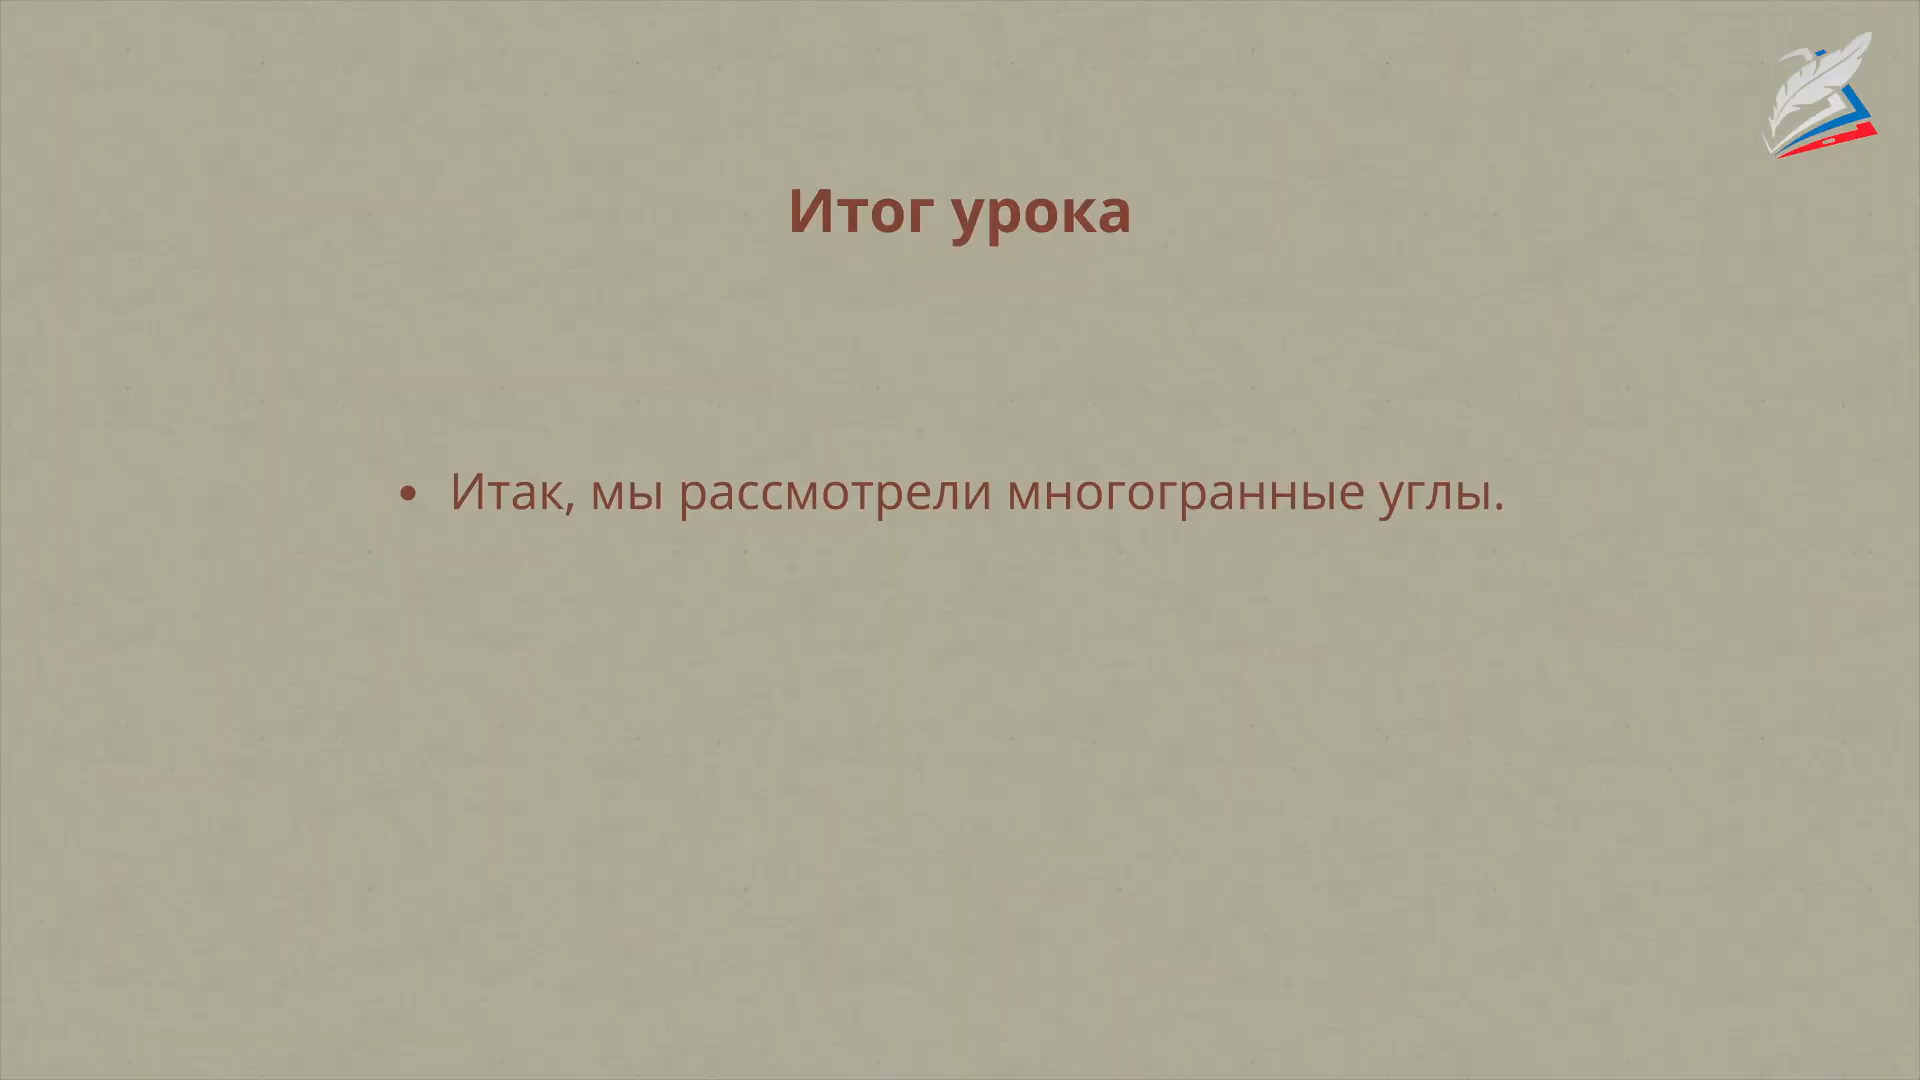 Итог урока
• Итак, мы рассмотрели многогранные углы.